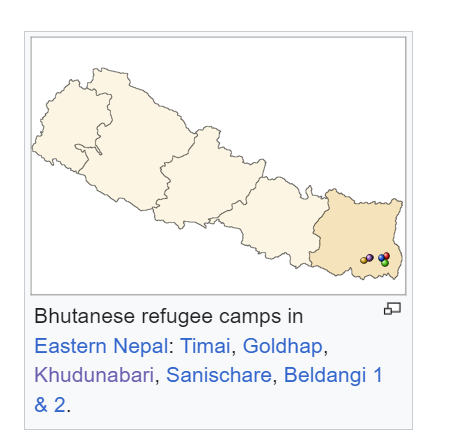 Bhutanese refugee camps in
Eastern Nepal: Timai, Goldhap,
Khudunabari, Sanischare, Beldangi 1
& 2.